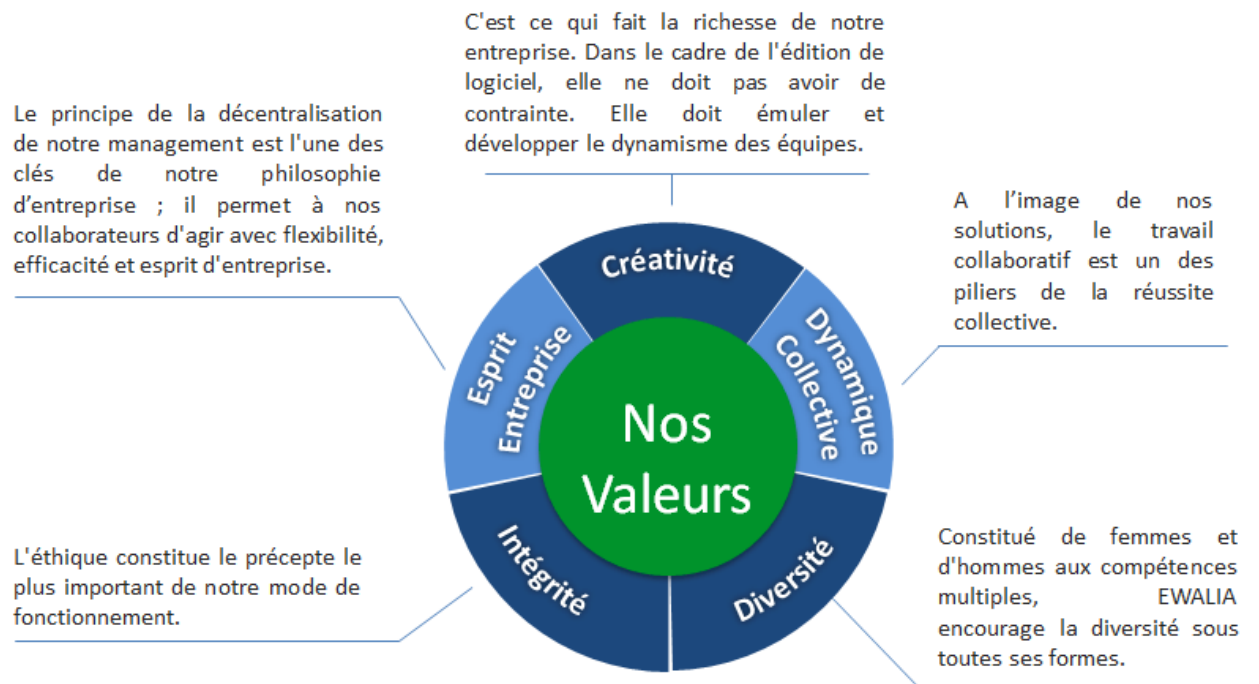 C'est ce qui fait la richesse de notre
entreprise. Dans le cadre de l'édition de
logiciel, elle ne doit pas avoir de
contrainte. Elle doit émuler et
développer le dynamisme des équipes.
Le principe de la décentralisation
de notre management est l'une des
clés de notre philosophie
d’entreprise ; il permet à nos
collaborateurs d'agir avec flexibilité,
efficacité et esprit d'entreprise.
A l’image de nos
solutions, le travail
collaboratif est un des
piliers de la réussite
collective.
Créativité
Esprit
Entreprise
Dynamique
Collective
Nos
Valeurs
Intégrité
Diversité
L'éthique constitue le précepte le
plus important de notre mode de
fonctionnement.
Constitué de femmes et
d'hommes aux compétences
multiples, EWALIA
encourage la diversité sous
toutes ses formes.